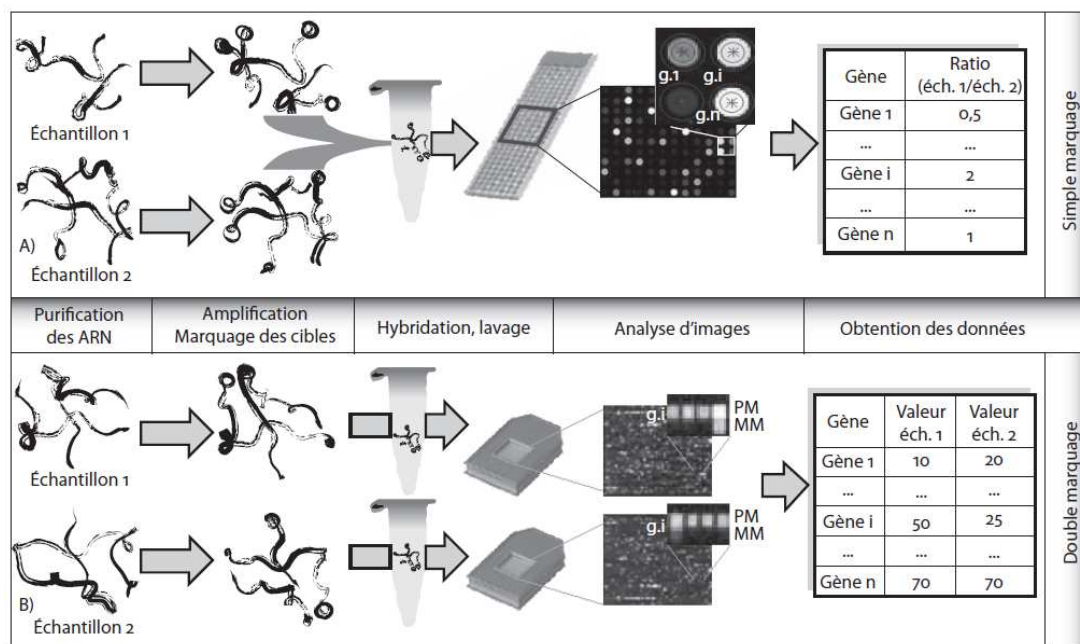 Échantillon 1
A)
Échantillon 2
g.1 g.i
g.n
Gène Ratio
(éch. 1/éch. 2)
Gène 1 0,5
... ...
Gène i 2
... ...
Gène n 1
Simple marquage
Purification
des ARN
Amplification
Marquage des cibles
Hybridation, lavage
Analyse d'images
Obtention des données
Échantillon 1
B)
Échantillon 2
g.i
PM
MM
g.i
PM
MM
Gène Valeur
éch. 1 Valeur
éch. 2
Gène 1 10 20
... ... ...
Gène i 50 25
... ... ...
Gène n 70 70
Double marquage